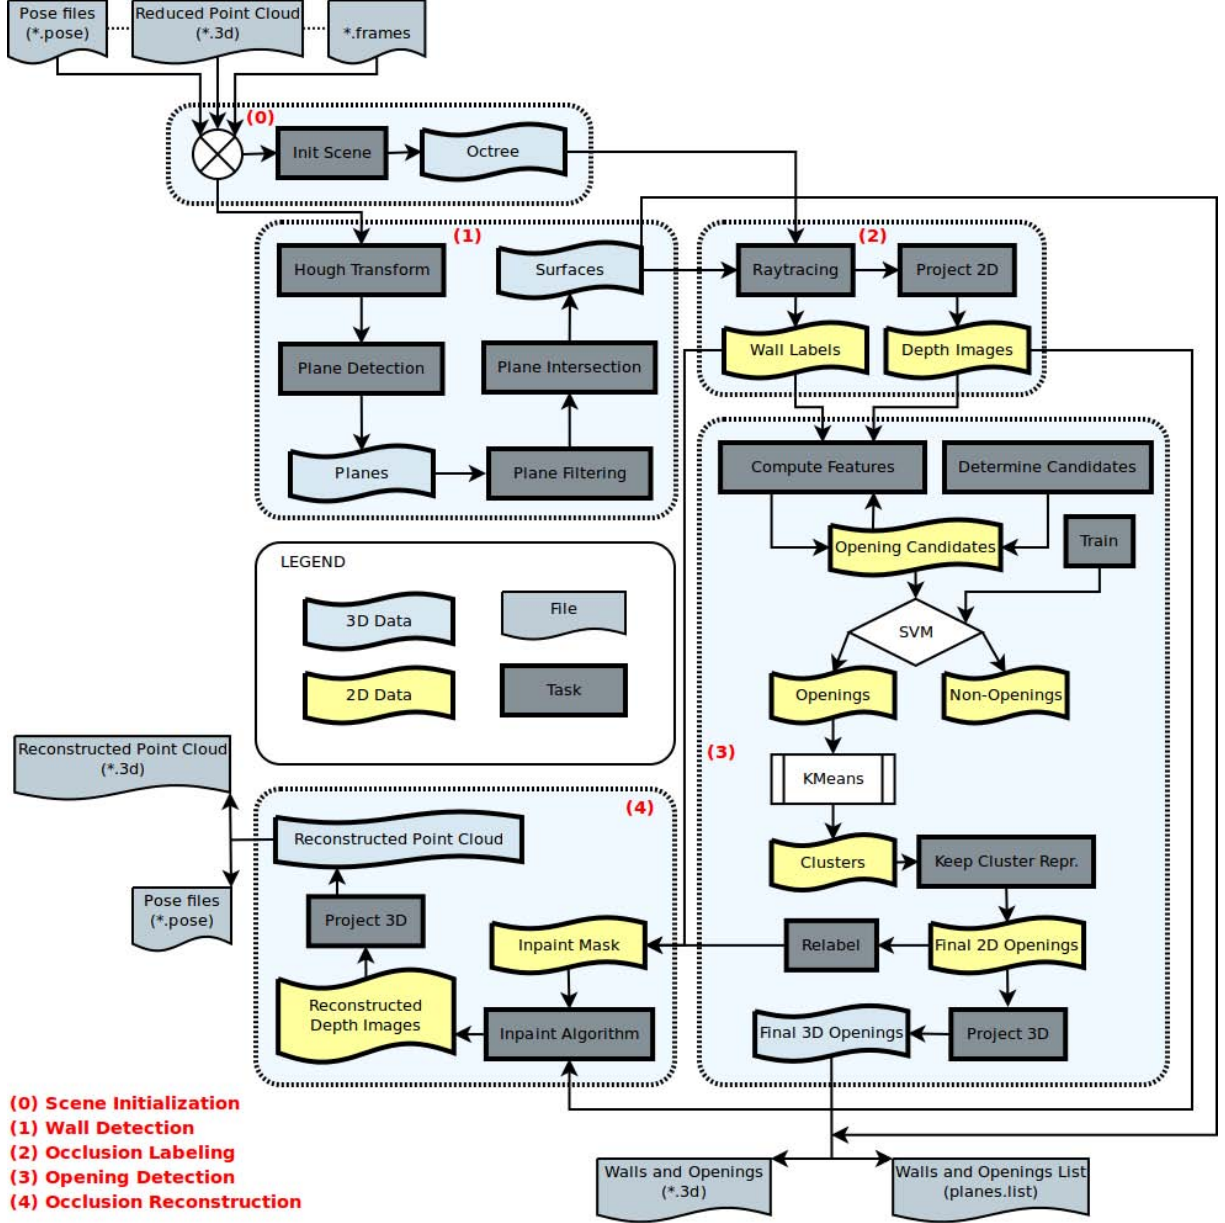 Pose files
(*.pose)
Reduced Point Cloud
(*.3d)
*.frames
(0)
Init Scene
Octree
(1)
Hough Transform
Surfaces
Plane Detection
Plane Intersection
Planes
Plane Filtering
(2)
Raytracing
Project 2D
Wall Labels
Depth Images
Compute Features
Determine Candidates
Opening Candidates
Train
SVM
Openings
Non-Openings
(3)
KMeans
Clusters
Keep Cluster Repr.
Relabel
Final 2D Openings
Final 3D Openings
Project 3D
LEGEND
3D Data
File
2D Data
Task
Reconstructed Point Cloud
(*.3d)
(4)
Reconstructed Point Cloud
Pose files
(*.pose)
Project 3D
Inpaint Mask
Reconstructed
Depth Images
Inpaint Algorithm
(0) Scene Initialization
(1) Wall Detection
(2) Occlusion Labeling
(3) Opening Detection
(4) Occlusion Reconstruction
Walls and Openings
(*.3d)
Walls and Openings List
(planes.list)